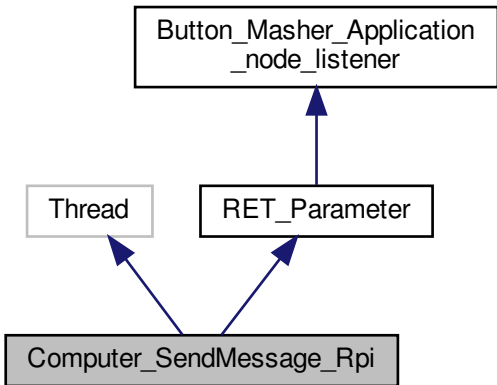 Button_Masher_Application
_node_listener
Thread
RET_Parameter
Computer_SendMessage_Rpi